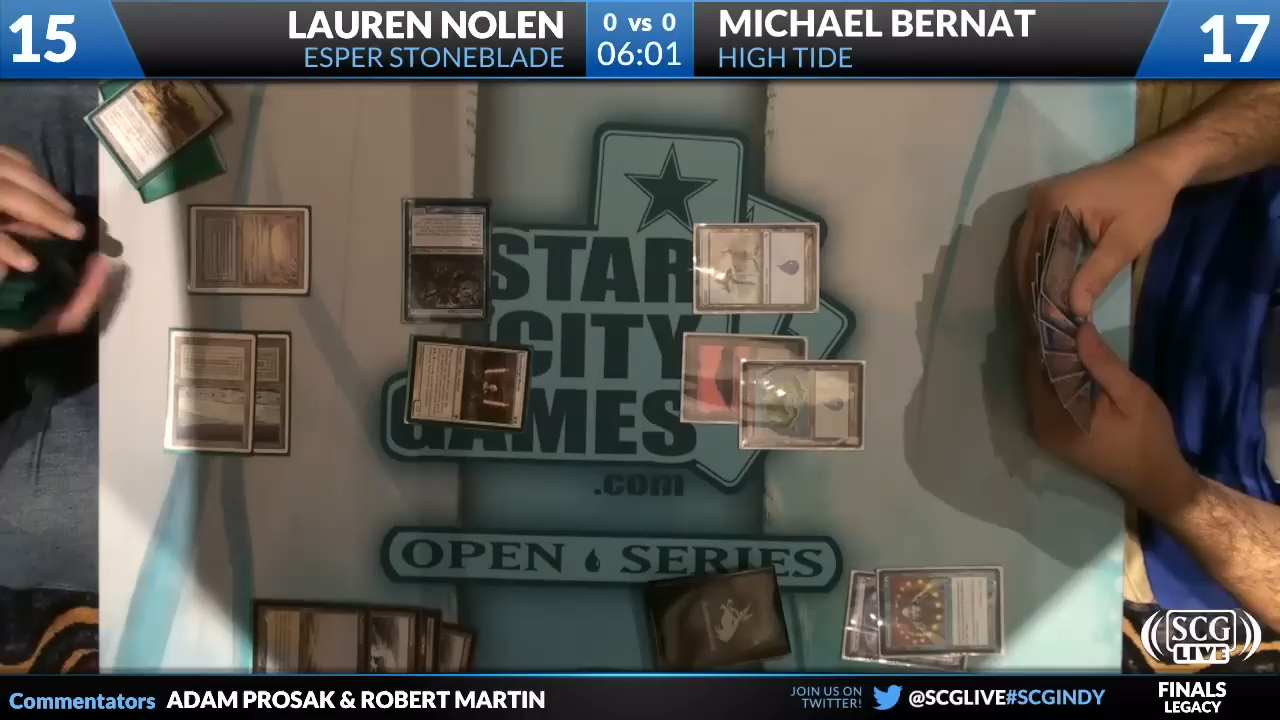 15
LAUREN NOLEN
ESPER STONEBLADE
0 vs 0
06:01
MICHAEL BERNAT
HIGH TIDE
17
STAR
CITY
GAMES
.com
OPEN SERIES
SCG
LIVE
Commentators ADAM PROSAK & ROBERT MARTIN
JOIN US ON
TWITTER!
@SCGLIVE#SCGINDY
FINALS
LEGACY